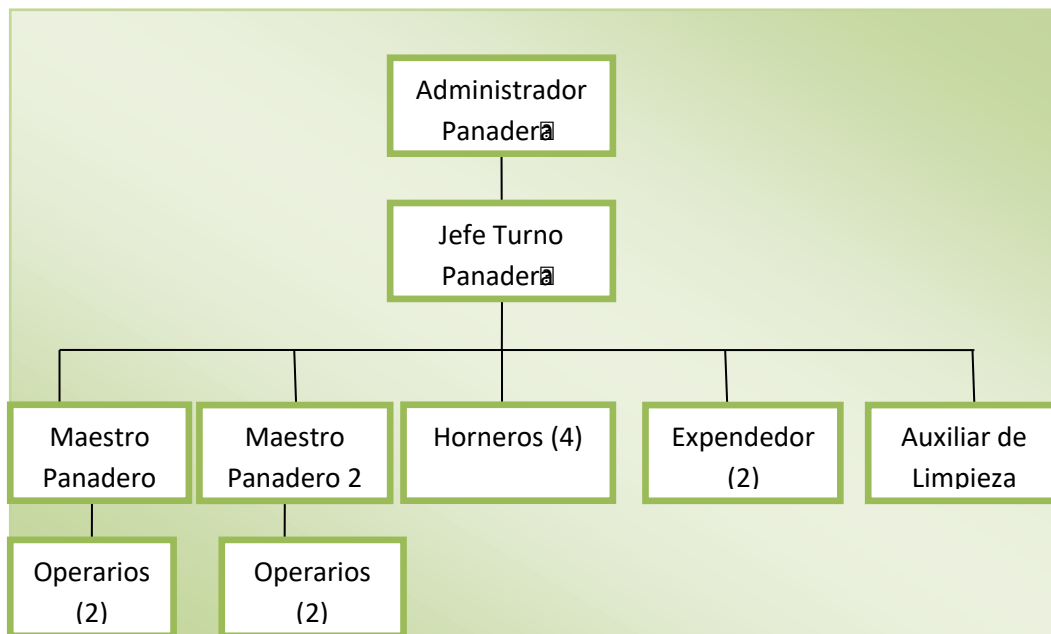 Administrador
Panader�a
Jefe Turno
Panader�a
Maestro
Panadero
Maestro
Panadero 2
Horneros (4)
Expendedor
(2)
Auxiliar de
Limpieza
Operarios
(2)
Operarios
(2)